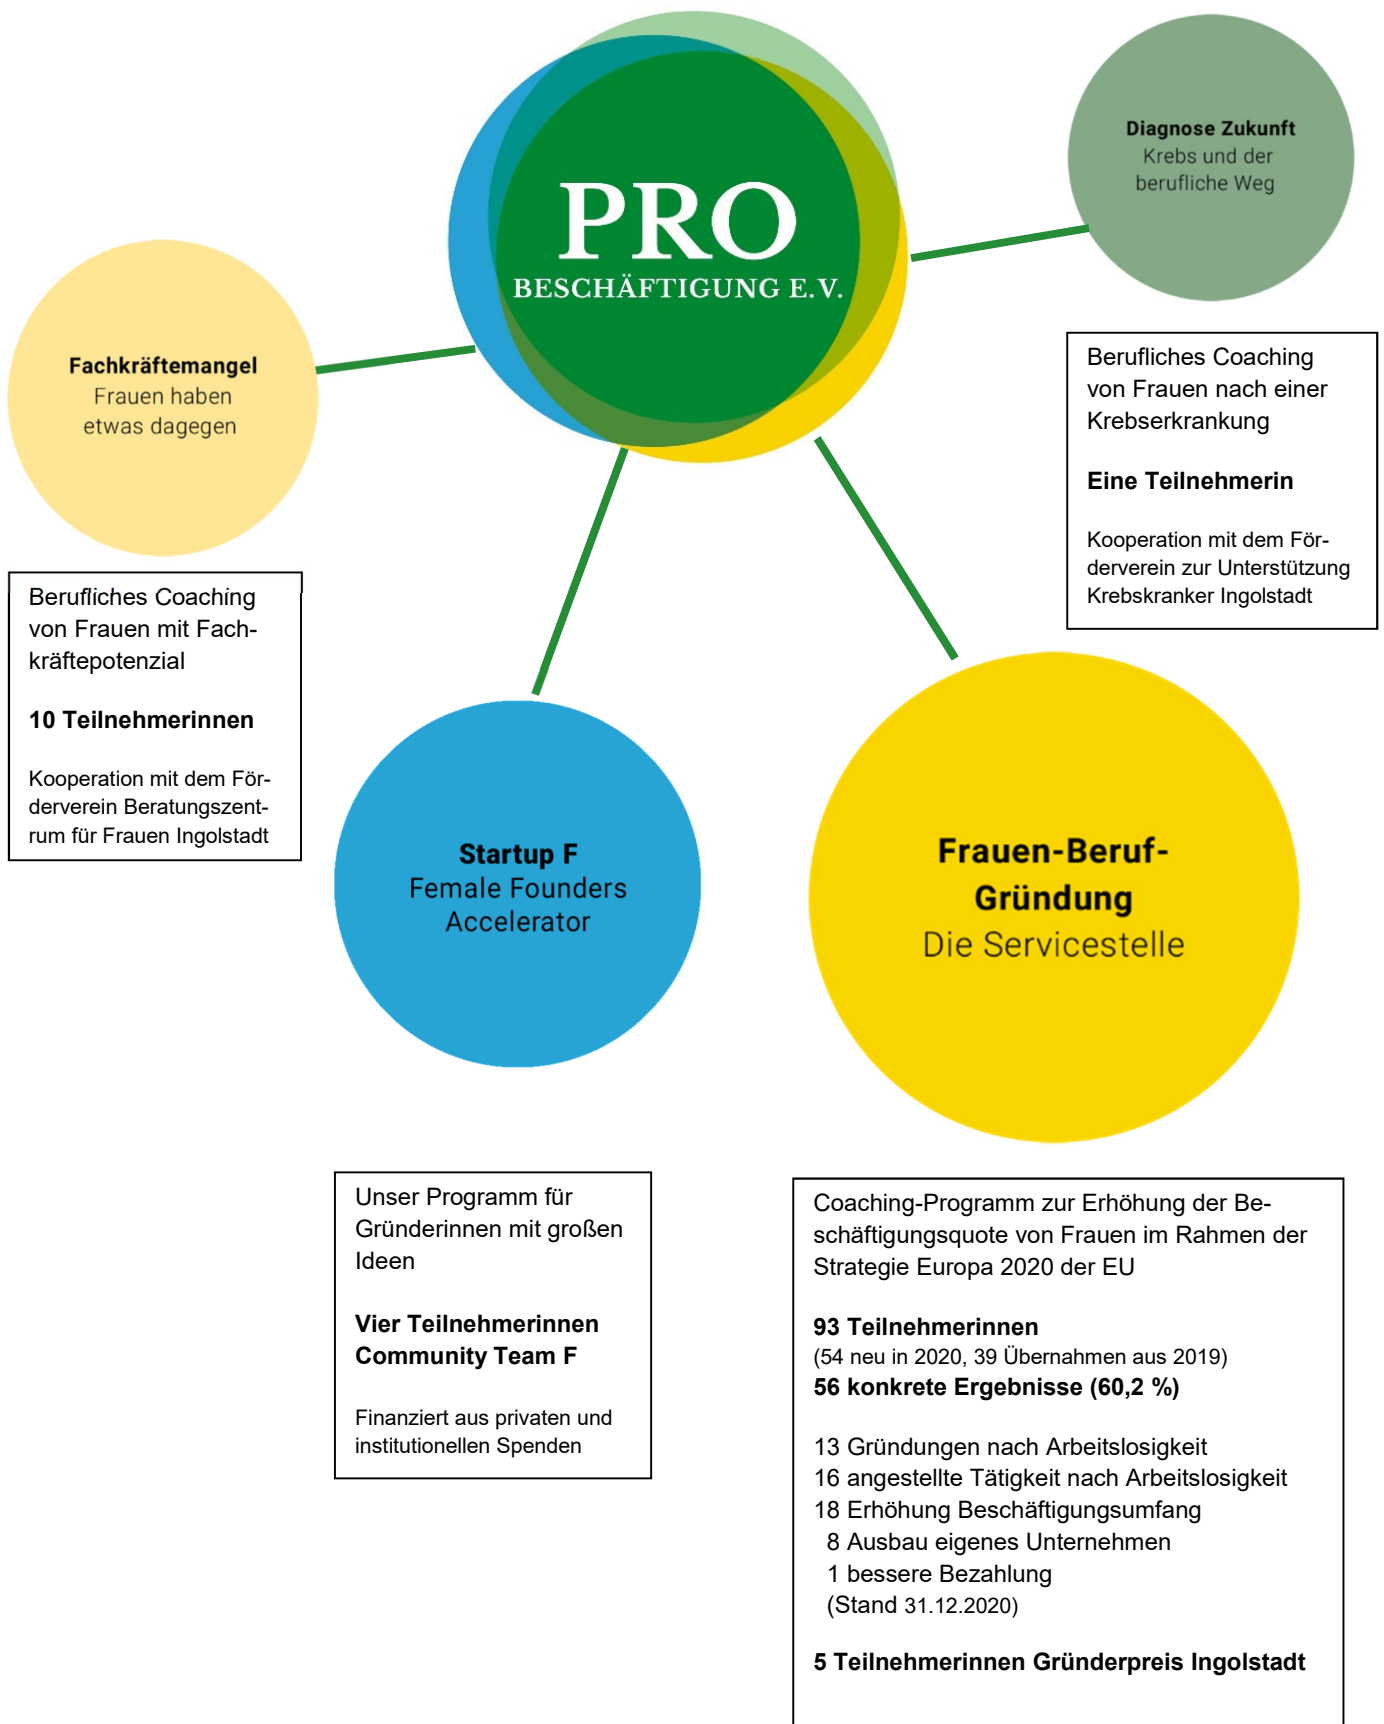 PRO
BESCHÄFTIGUNG E.V.
Diagnose Zukunft
Krebs und der
berufliche Weg
Fachkräftemangel
Frauen haben
etwas dagegen
Berufliches Coaching
von Frauen nach einer
Krebserkrankung
Eine Teilnehmerin
Kooperation mit dem För-
derverein zur Unterstützung
Krebskranker Ingolstadt
Berufliches Coaching
von Frauen mit Fach-
kräftepotenzial
10 Teilnehmerinnen
Kooperation mit dem För-
derverein Beratungszent-
rum für Frauen Ingolstadt
Startup F
Female Founders
Accelerator
Frauen-Beruf-
Gründung
Die Servicestelle
Unser Programm für
Gründerinnen mit großen
Ideen
Vier Teilnehmerinnen
Community Team F
Finanziert aus privaten und
institutionellen Spenden
Coaching-Programm zur Erhöhung der Be-
schäftigungsquote von Frauen im Rahmen der
Strategie Europa 2020 der EU
93 Teilnehmerinnen
(54 neu in 2020, 39 Übernahmen aus 2019)
56 konkrete Ergebnisse (60,2 %)
13 Gründungen nach Arbeitslosigkeit
16 angestellte Tätigkeit nach Arbeitslosigkeit
18 Erhöhung Beschäftigungsumfang
8 Ausbau eigenes Unternehmen
1 bessere Bezahlung
(Stand 31.12.2020)
5 Teilnehmerinnen Gründerpreis Ingolstadt